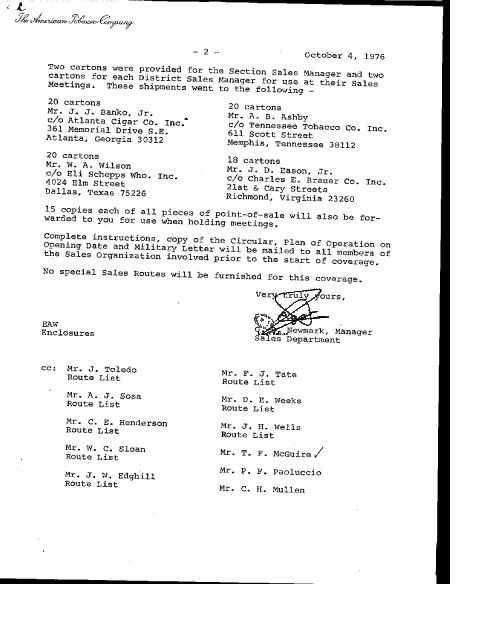 The American Tobacco Company
- 2 -
October 4, 1976
Two cartons were provided for the Section Sales Manager and two
cartons for each District Sales Manager for use at their Sales
Meetings. These shipments went to the following -
20 cartons
Mr. J. J. Banko, Jr.
c/o Atlanta Cigar Co. Inc.
361 Memorial Drive S.E.
Atlanta, Georgia 30312
20 cartons
Mr. A. B. Ashby
c/o Tennessee Tobacco Co. Inc.
611 Scott Street
Memphis, Tennessee 38112
20 cartons
Mr. W. A. Wilson
c/o Eli Schepps Who. Inc.
4024 Elm Street
Dallas, Texas 75226
18 cartons
Mr. J. D. Eason, Jr.
c/o Charles E. Brauer Co. Inc.
21st & Cary Streets
Richmond, Virginia 23260
15 copies each of all pieces of point-of-sale will also be for-
warded to you for use when holding meetings.
Complete instructions, copy of the Circular, Plan of Operation on
Opening Date and Military Letter will be mailed to all members of
the Sales Organization involved prior to the start of coverage.
No special Sales Routes will be furnished for this coverage.
Very truly yours,
Newmark, Manager
Sales Department
EAW
Enclosures
cc: Mr. J. Toledo
Route List
Mr. A. J. Sosa
Route List
Mr. C. E. Henderson
Route List
Mr. W. C. Sloan
Route List
Mr. J. W. Edghill
Route List
Mr. F. J. Tate
Route List
Mr. D. E. Weeks
Route List
Mr. J. H. Wells
Route List
Mr. T. F. McGuire ✓
Mr. P. F. Paoluccio
Mr. C. H. Mullen